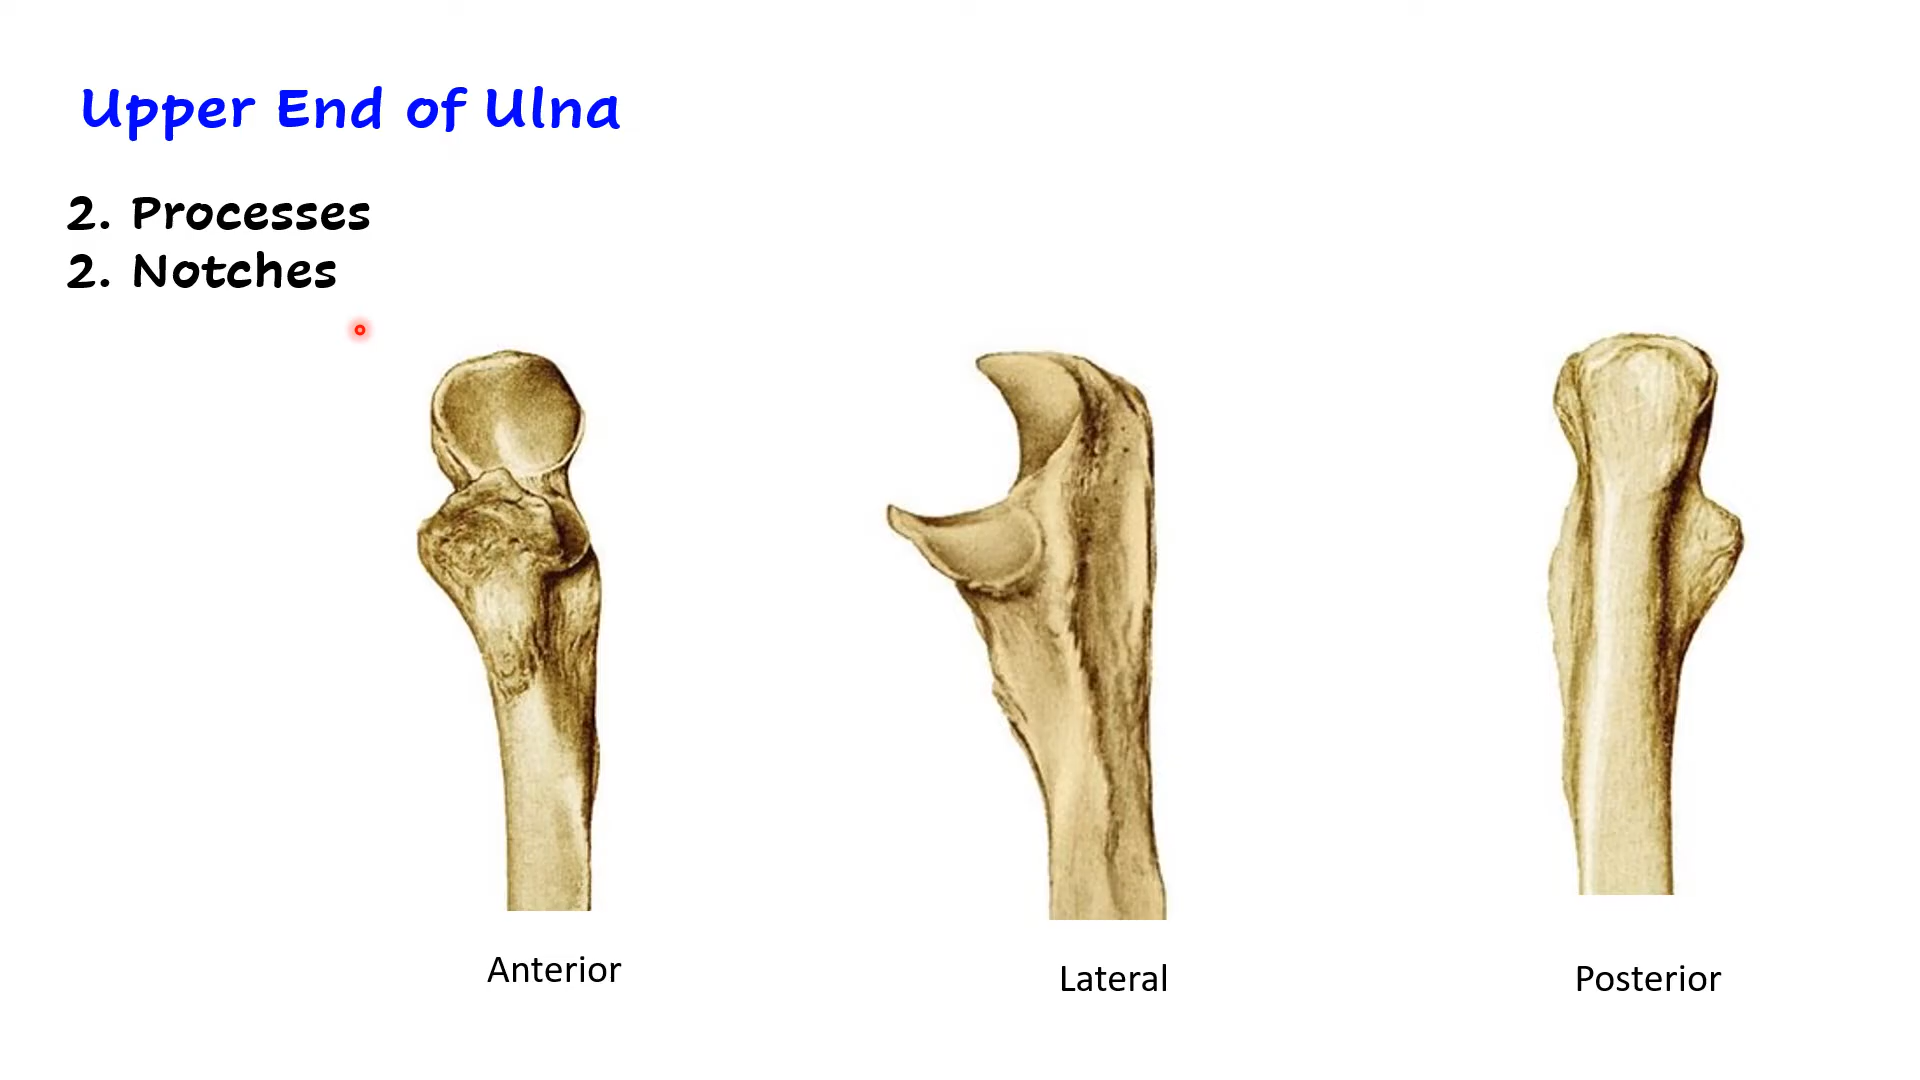 Upper End of Ulna
2. Processes
2. Notches
Anterior
Lateral
Posterior